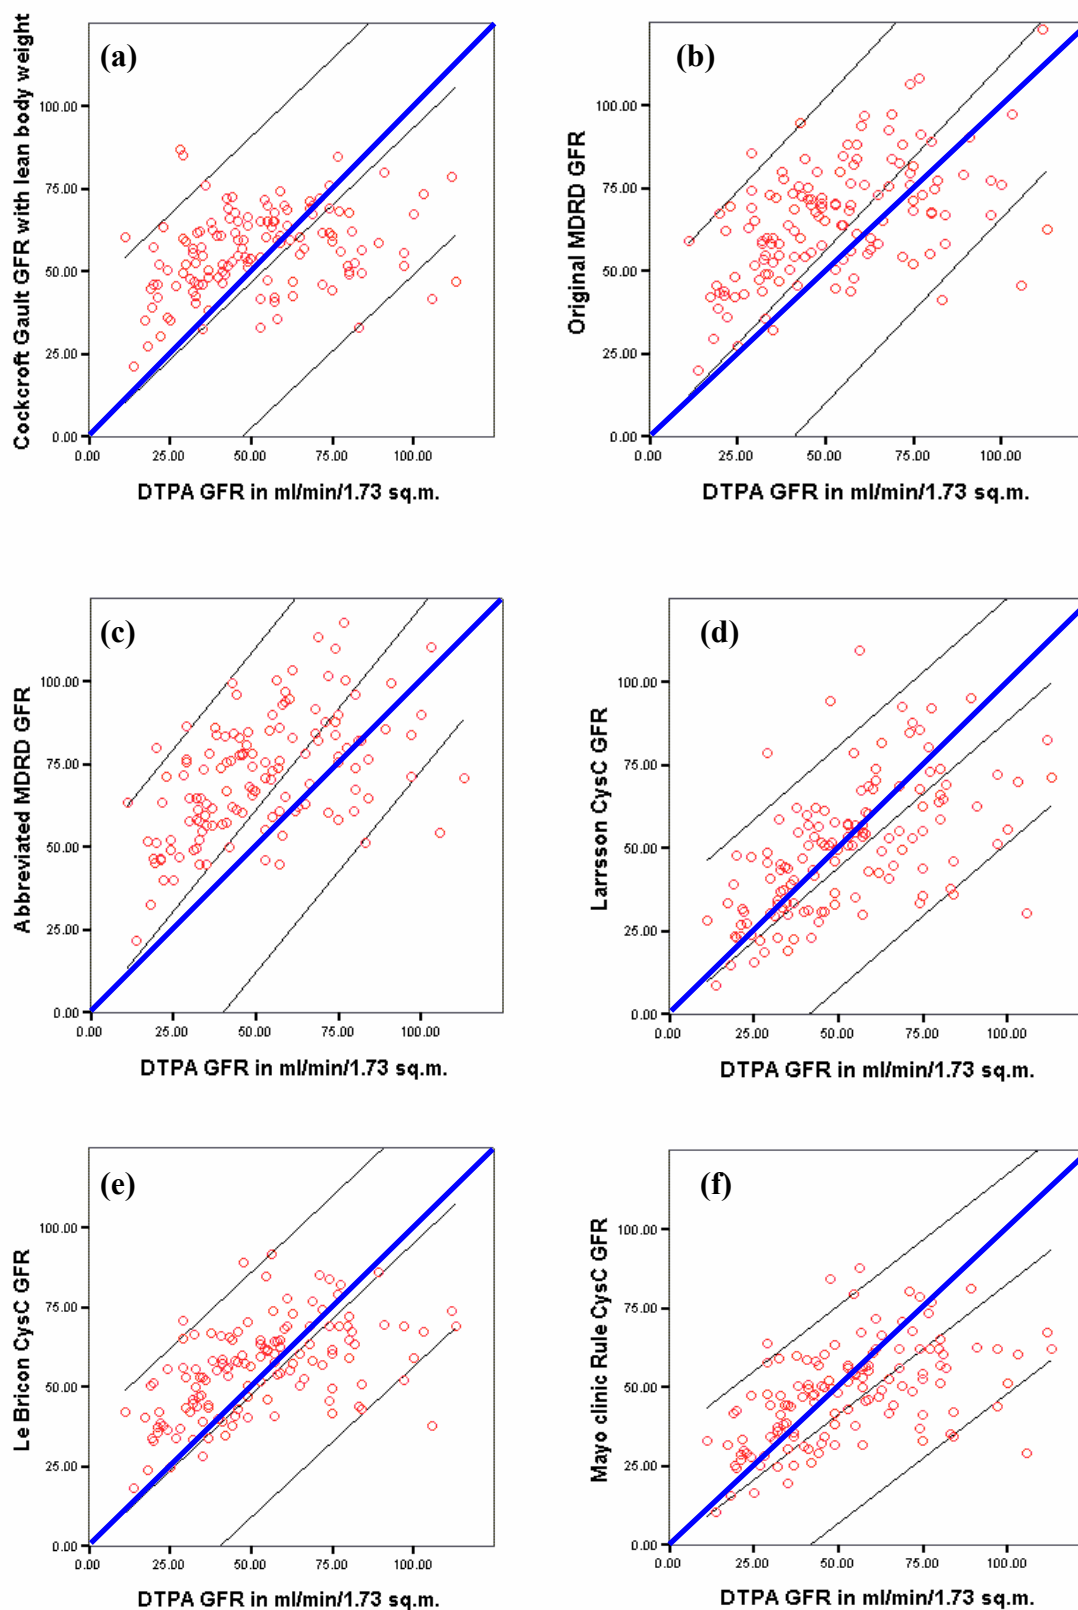 (a)
Cockcroft Gault GFR with lean body weight
100.00
75.00
50.00
25.00
0.00
0.00 25.00 50.00 75.00 100.00
DTPA GFR in ml/min/1.73 sq.m.
(b)
Original MDRD GFR
100.00
75.00
50.00
25.00
0.00
0.00 25.00 50.00 75.00 100.00
DTPA GFR in ml/min/1.73 sq.m.
(c)
Abbreviated MDRD GFR
100.00
75.00
50.00
25.00
0.00
0.00 25.00 50.00 75.00 100.00
DTPA GFR in ml/min/1.73 sq.m.
(d)
Larrsson CysC GFR
100.00
75.00
50.00
25.00
0.00
0.00 25.00 50.00 75.00 100.00
DTPA GFR in ml/min/1.73 sq.m.
(e)
Le Bricon CysC GFR
100.00
75.00
50.00
25.00
0.00
0.00 25.00 50.00 75.00 100.00
DTPA GFR in ml/min/1.73 sq.m.
(f)
Mayo clinic Rule CysC GFR
100.00
75.00
50.00
25.00
0.00
0.00 25.00 50.00 75.00 100.00
DTPA GFR in ml/min/1.73 sq.m.